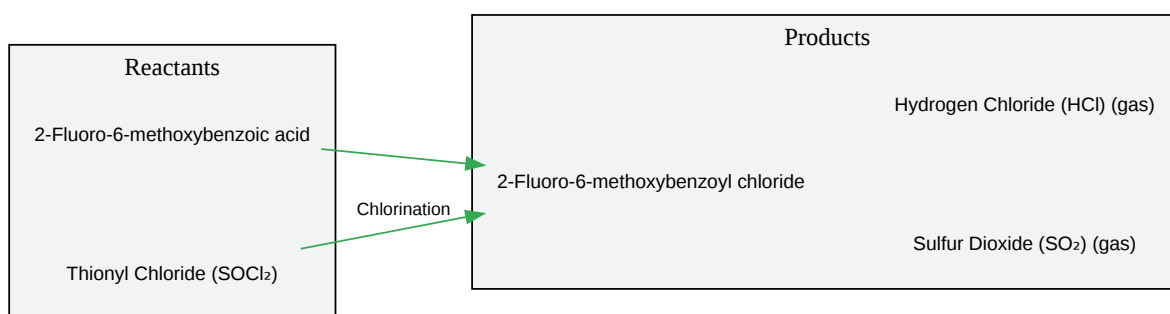 Reactants
2-Fluoro-6-methoxybenzoic acid
Thionyl Chloride (SOCl₂)
Chlorination
Products
2-Fluoro-6-methoxybenzoyl chloride
Hydrogen Chloride (HCl) (gas)
Sulfur Dioxide (SO₂) (gas)